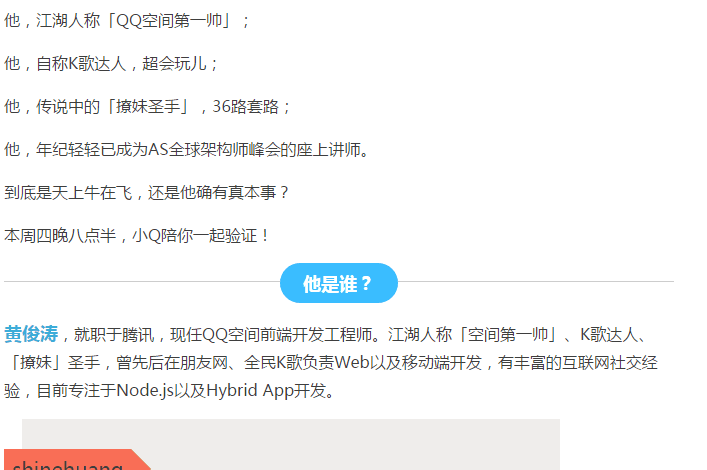 他，江湖人称「QQ空间第一帅」；
他，自称K歌达人，超会玩儿；
他，传说中的「撩妹圣手」，36路套路；
他，年纪轻轻已成为AS全球架构师峰会的座上讲师。
到底是天上牛在飞，还是他确有真本事？
本周四晚八点半，小Q陪你一起验证！
他是谁？
黄俊涛，就职于腾讯，现任QQ空间前端开发工程师。江湖人称「空间第一帅」、K歌达人、
「撩妹」圣手，曾先后在朋友网、全民K歌负责Web以及移动端开发，有丰富的互联网社交经
验，目前专注于Node.js以及Hybrid App开发。
shinehuang